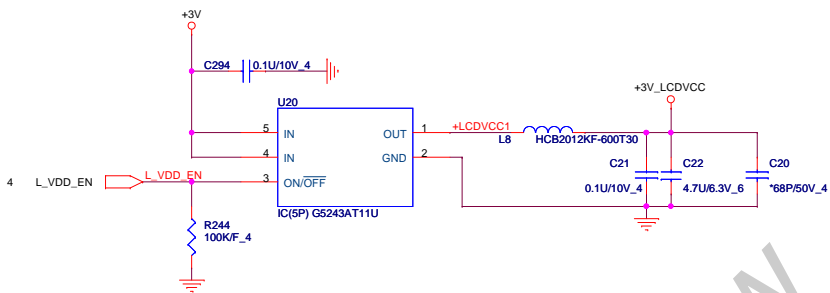 +3V
C294
0.1U/10V_4
+3V_LCDVCC
U20
5
IN
OUT
1
+LCDVCC1
L8
HCB2012KF-600T30
4
IN
GND
2
C21
C22
C20
4
L_VDD_EN
L_VDD_EN
3
ON/OFF
0.1U/10V_4
4.7U/6.3V_6
*68P/50V_4
IC(5P) G5243AT11U
R244
100K/F_4
W